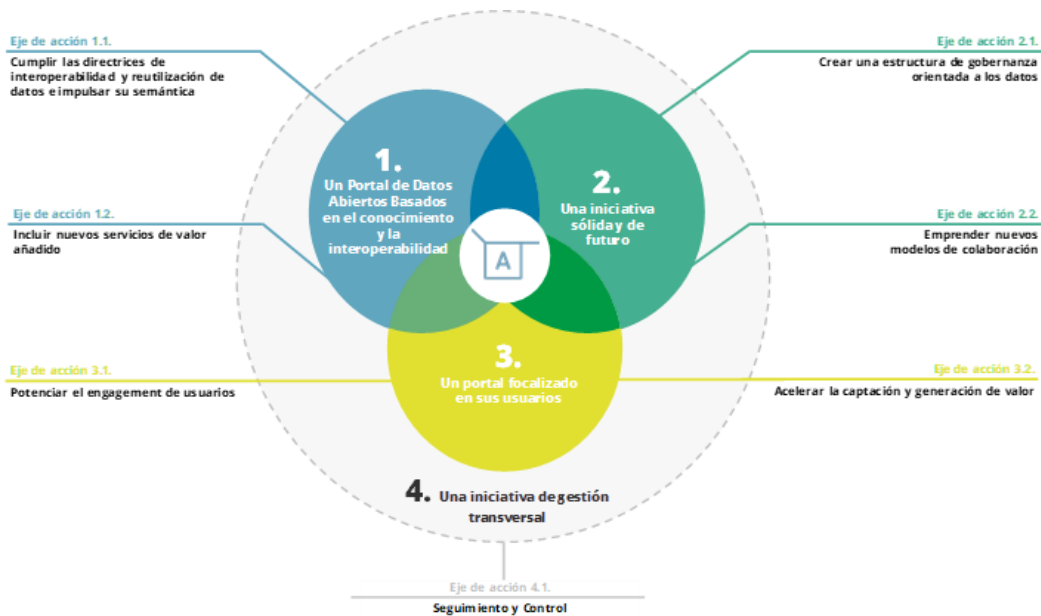 Eje de acción 1.1.
Cumplir las directrices de
interoperabilidad y reutilización de
datos e impulsar su semántica
Eje de acción 2.1.
Crear una estructura de gobernanza
orientada a los datos
1.
Un Portal de Datos
Abiertos Basados
en el conocimiento
y la
interoperabilidad
2.
Una iniciativa
sólida y de
futuro
A
Eje de acción 1.2.
Incluir nuevos servicios de valor
añadido
Eje de acción 2.2.
Emprender nuevos
modelos de colaboración
Eje de acción 3.1.
Potenciar el engagement de usuarios
3.
Un portal focalizado
en sus usuarios
Eje de acción 3.2.
Acelerar la captación y generación de valor
4. Una iniciativa de gestión
transversal
Eje de acción 4.1.
Seguimiento y Control